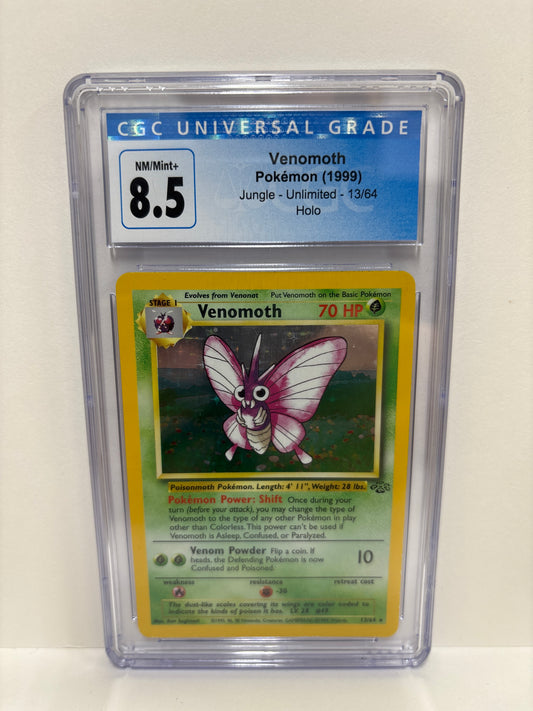 CGC UNIVERSAL GRADE
NM/Mint+
8.5
Venomoth
Pokémon (1999)
Jungle - Unlimited - 13/64
Holo
Evolves from Venonat Put Venomoth on the Basic Pokémon
STAGE 1
Venomoth 70 HP
Poisonmoth Pokémon. Length: 4' 11", Weight: 28 lbs.
Pokémon Power: Shift Once during your
turn (before your attack), you may change the type of
Venomoth to the type of any other Pokémon in play
other than Colorless. This power can't be used if
Venomoth is Asleep, Confused, or Paralyzed.
Venom Powder Flip a coin. If
heads, the Defending Pokémon is now
Confused and Poisoned.
10
weakness resistance retreat cost
-30
The dust-like scales covering its wings are color coded to
indicate the kinds of poison it has. LV. 28 #49
13/64 ★